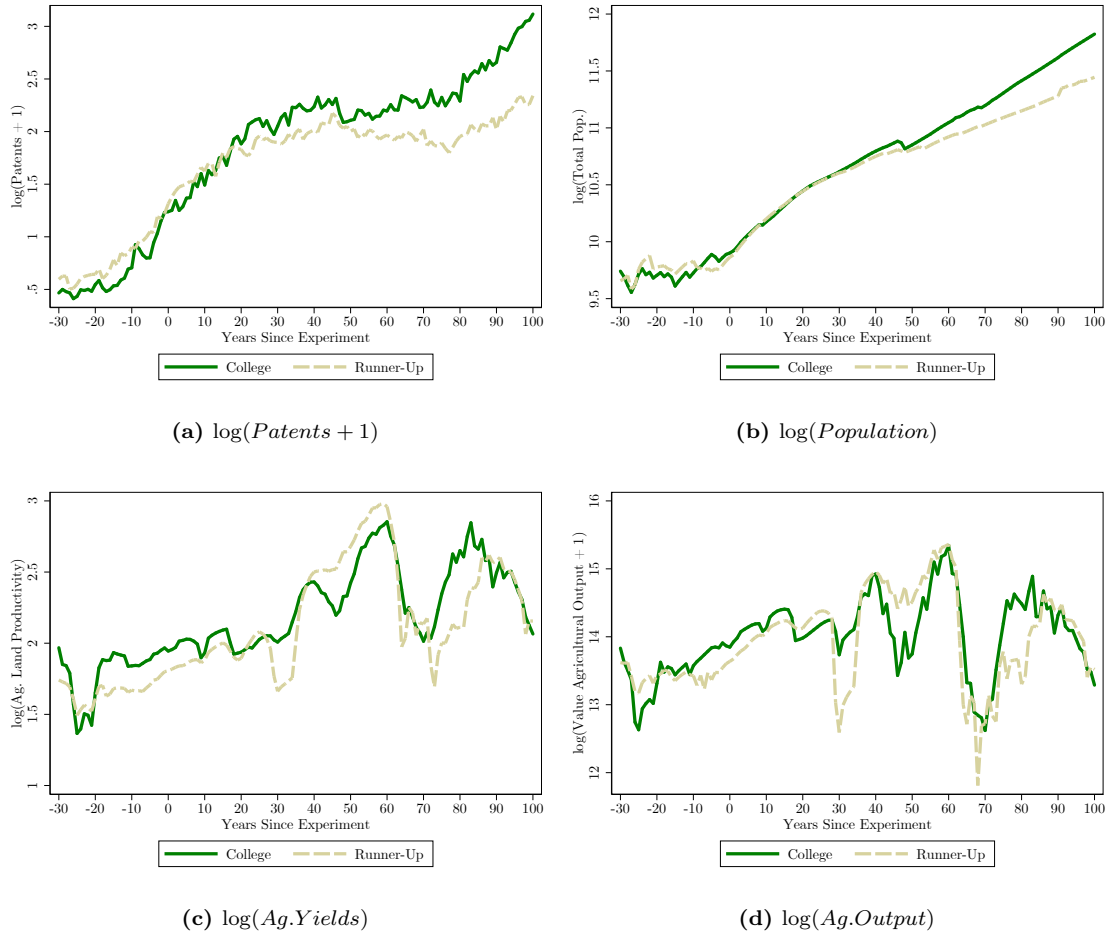 log(Patents + 1)
3
2.5
2
1.5
1
.5
-30 -20 -10 0 10 20 30 40 50 60 70 80 90 100
Years Since Experiment
College Runner-Up
(a) log(Patents + 1)
log(Total Pop.)
12
11.5
11
10.5
10
9.5
-30 -20 -10 0 10 20 30 40 50 60 70 80 90 100
Years Since Experiment
College Runner-Up
(b) log(Population)
log(Ag. Land Productivity)
3
2.5
2
1.5
1
-30 -20 -10 0 10 20 30 40 50 60 70 80 90 100
Years Since Experiment
College Runner-Up
(c) log(Ag.Yields)
log(Value Agricultural Output + 1)
16
15
14
13
12
-30 -20 -10 0 10 20 30 40 50 60 70 80 90 100
Years Since Experiment
College Runner-Up
(d) log(Ag.Output)